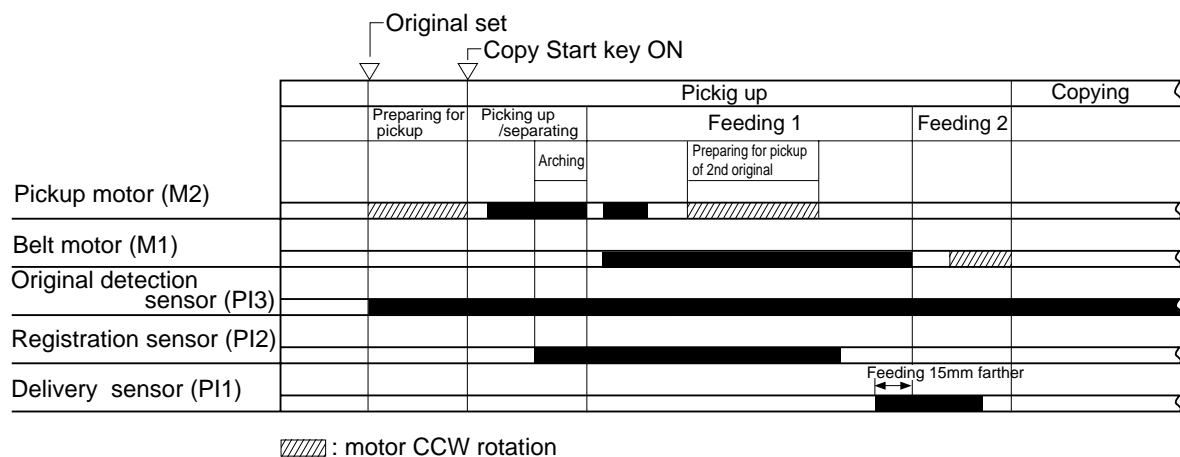 Original set
Copy Start key ON
Pickig up
Copying
Preparing for
pickup
Picking up
/separating
Feeding 1
Feeding 2
Arching
Preparing for pickup
of 2nd original
Pickup motor (M2)
Belt motor (M1)
Original detection
sensor (PI3)
Registration sensor (PI2)
Feeding 15mm farther
Delivery sensor (PI1)
: motor CCW rotation